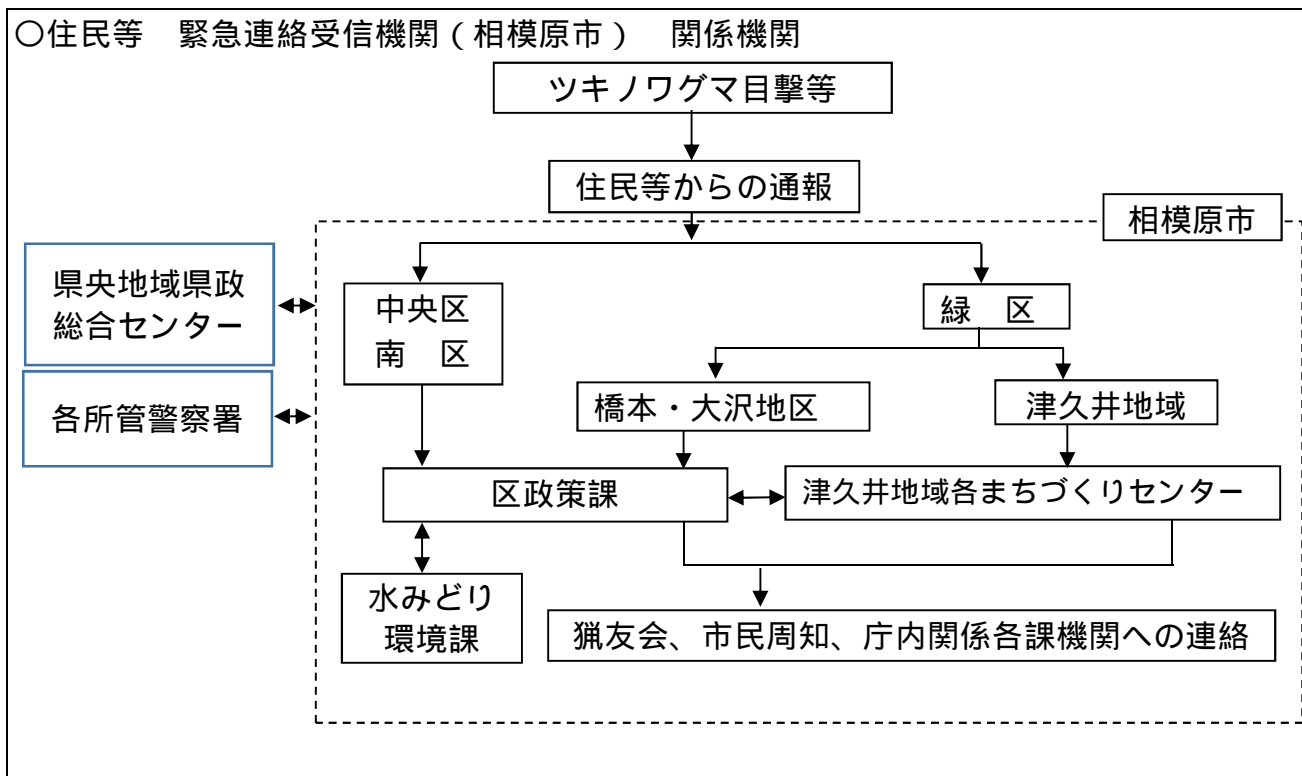 ○住民等　緊急連絡受信機関（相模原市）　関係機関
ツキノワグマ目撃等
住民等からの通報
相模原市
県央地域県政
総合センター
中央区
南　区
緑　区
各所管警察署
橋本・大沢地区
津久井地域
区政策課
津久井地域各まちづくりセンター
水みどり
環境課
猟友会、市民周知、庁内関係各課機関への連絡